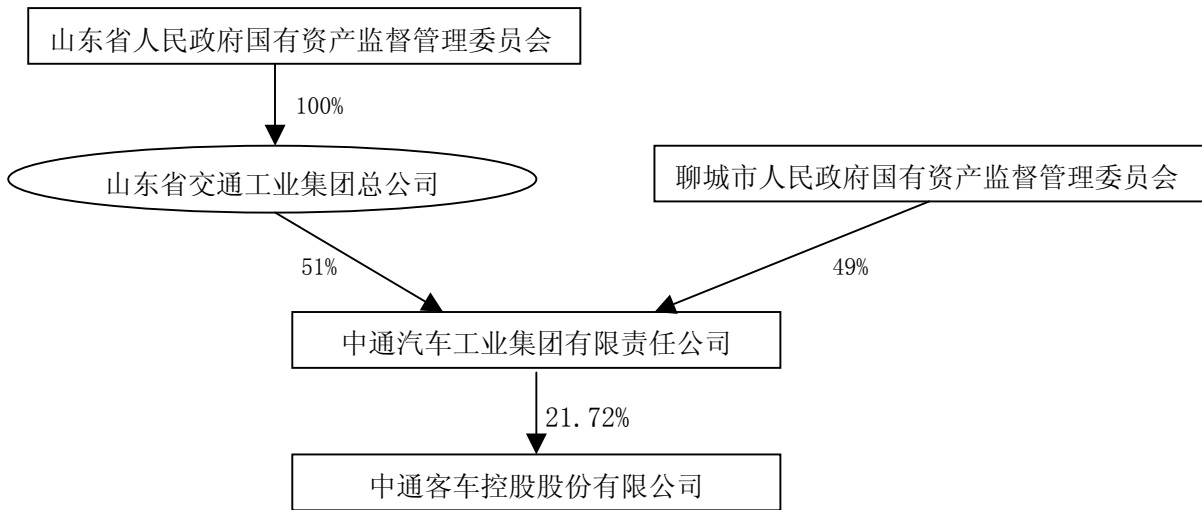 山东省人民政府国有资产监督管理委员会
100%
山东省交通工业集团总公司
聊城市人民政府国有资产监督管理委员会
51%
49%
中通汽车工业集团有限责任公司
21.72%
中通客车控股股份有限公司